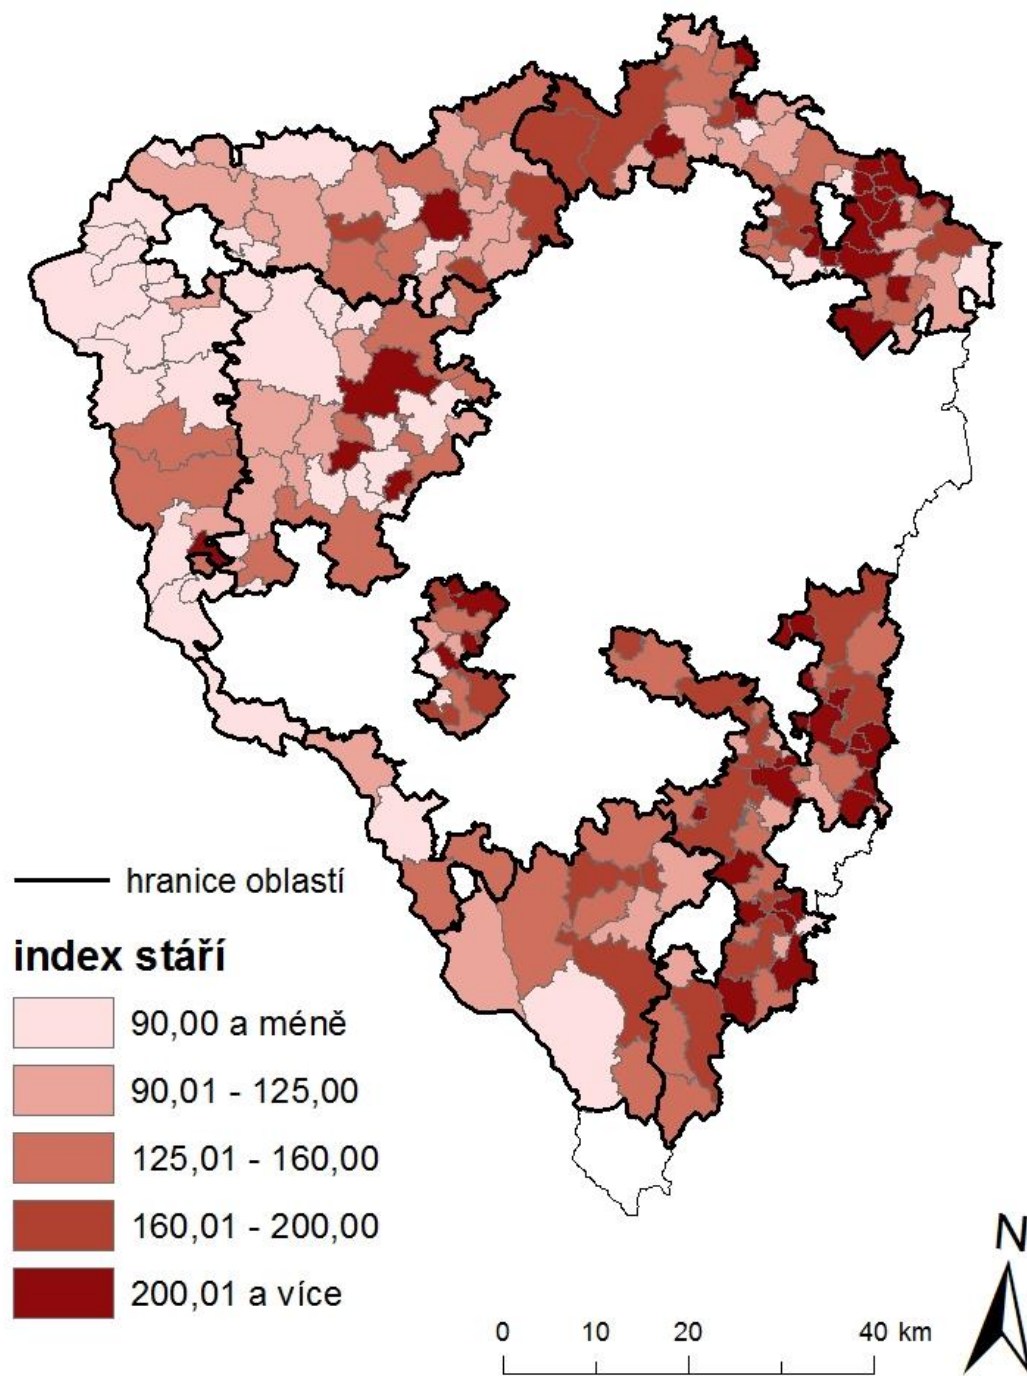 hranice oblastí
index stáří
90,00 a méně
90,01 - 125,00
125,01 - 160,00
160,01 - 200,00
200,01 a více
N
0 10 20 40 km